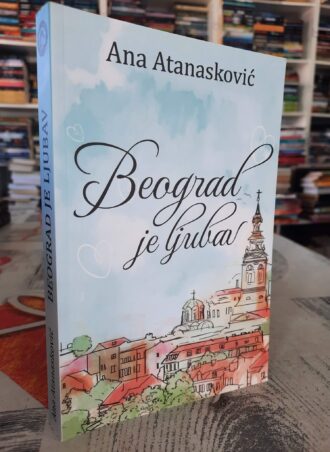 Ana Atanasković
Beograd
je ljubav
BEOGRAD JE LJUBAV
Ana Atanasković